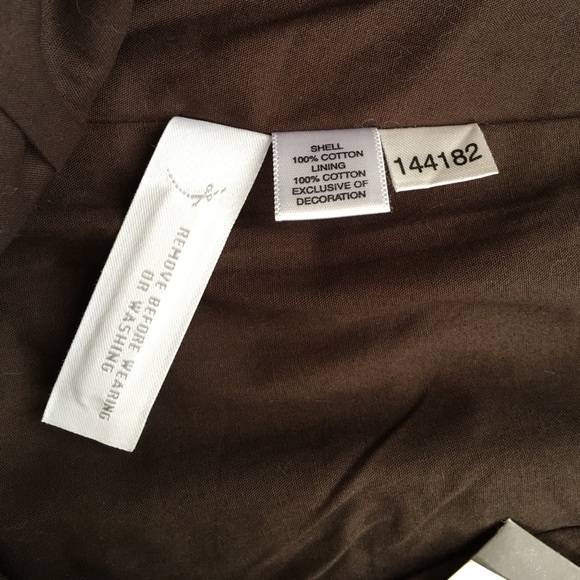 SHELL
100% COTTON
LINING
100% COTTON
EXCLUSIVE OF
DECORATION
144182
REMOVE BEFORE WEARING
OR WASHING